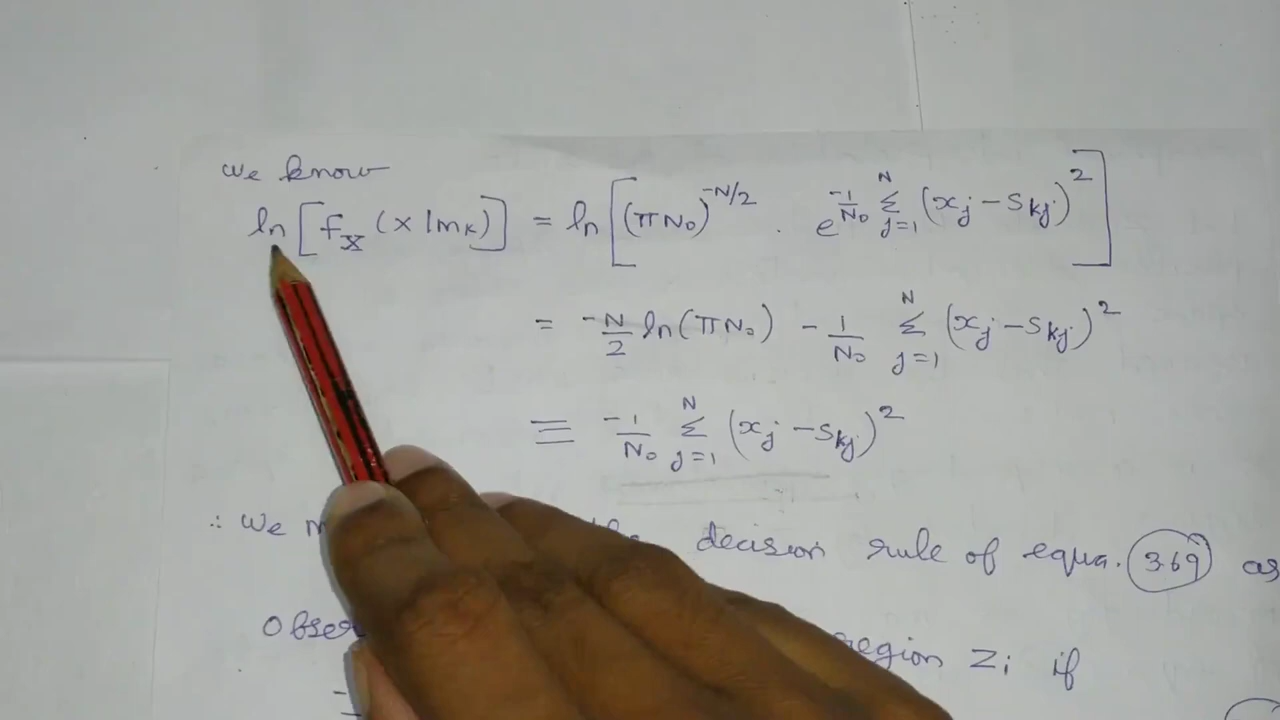 we know
ln [f_X (x | m_k)] = ln [(πN₀)^{-N/2} . e^{-1/N₀ Σ_{j=1}^{N} (x_j - s_kj)^2}]
= -N/2 ln(πN₀) - 1/N₀ Σ_{j=1}^{N} (x_j - s_kj)^2
≡ -1/N₀ Σ_{j=1}^{N} (x_j - s_kj)^2
∴ We decision rule of equa. 3.69 as
region Z_i if